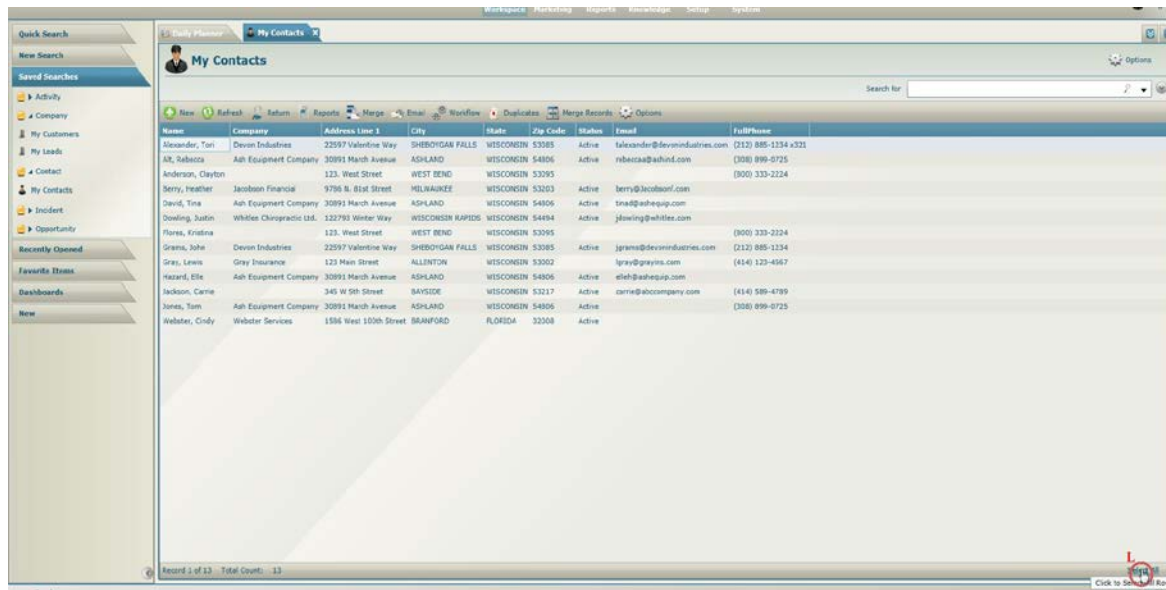 Workspace Marketing Reports Knowledge Setup System
Quick Search
New Search
Saved Searches
Activity
Company
My Customers
My Leads
Contact
My Contacts
Incident
Opportunity
Recently Opened
Favorite Items
Dashboards
New
Daily Planner My Contacts X
My Contacts
Options
Search for
New Refresh Return Reports Merge Email Workflow Duplicates Merge Records Options
Name Company Address Line 1 City State Zip Code Status Email FullPhone
Alexander, Tori Devon Industries 22597 Valentine Way SHEBOYGAN FALLS WISCONSIN 53085 Active talexander@devonindustries.com (212) 885-1234 x321
Alt, Rebecca Ash Equipment Company 30891 March Avenue ASHLAND WISCONSIN 54806 Active rebeccaa@ashind.com (308) 899-0725
Anderson, Clayton 123. West Street WEST BEND WISCONSIN 53095 (800) 333-2224
Berry, Heather Jacobson Financial 9786 N. 81st Street MILWAUKEE WISCONSIN 53203 Active berry@Jacobsonf.com
David, Tina Ash Equipment Company 30891 March Avenue ASHLAND WISCONSIN 54806 Active tinad@ashequip.com
Dowling, Justin Whitlex Chiropractic Ltd. 122793 Winter Way WISCONSIN RAPIDS WISCONSIN 54494 Active jdowling@whitlex.com
Flores, Kristina 123. West Street WEST BEND WISCONSIN 53095 (800) 333-2224
Grams, John Devon Industries 22597 Valentine Way SHEBOYGAN FALLS WISCONSIN 53085 Active jgrams@devonindustries.com (212) 885-1234
Gray, Lewis Gray Insurance 123 Main Street ALLENTON WISCONSIN 53002 lgray@grayins.com (414) 123-4567
Hazard, Elle Ash Equipment Company 30891 March Avenue ASHLAND WISCONSIN 54806 Active elleh@ashequip.com
Jackson, Carrie 345 W 5th Street BAYSIDE WISCONSIN 53217 Active carrie@abccompany.com (414) 589-4789
Jones, Tom Ash Equipment Company 30891 March Avenue ASHLAND WISCONSIN 54806 Active (308) 899-0725
Webster, Cindy Webster Services 1586 West 100th Street BRANFORD FLORIDA 32008 Active
Record 1 of 13 Total Count: 13
L
Click to